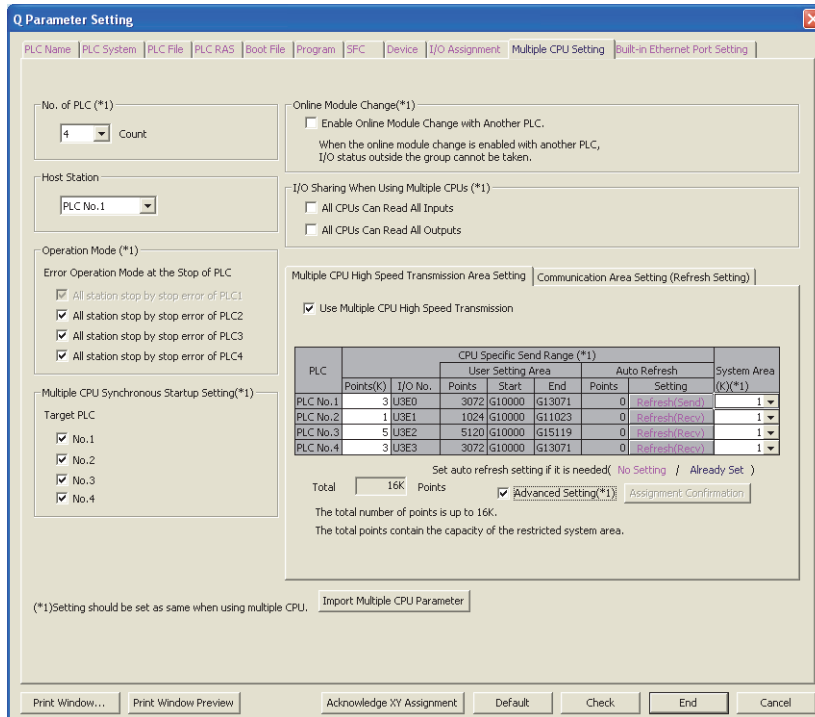 Q Parameter Setting
PLC Name | PLC System | PLC File | PLC RAS | Boot File | Program | SFC | Device | I/O Assignment | Multiple CPU Setting | Built-in Ethernet Port Setting
No. of PLC (*1)
4 Count
Host Station
PLC No.1
Operation Mode (*1)
Error Operation Mode at the Stop of PLC
All station stop by stop error of PLC1
All station stop by stop error of PLC2
All station stop by stop error of PLC3
All station stop by stop error of PLC4
Multiple CPU Synchronous Startup Setting(*1)
Target PLC
No.1
No.2
No.3
No.4
Online Module Change(*1)
Enable Online Module Change with Another PLC.
When the online module change is enabled with another PLC,
I/O status outside the group cannot be taken.
I/O Sharing When Using Multiple CPUs (*1)
All CPUs Can Read All Inputs
All CPUs Can Read All Outputs
Multiple CPU High Speed Transmission Area Setting | Communication Area Setting (Refresh Setting)
Use Multiple CPU High Speed Transmission
CPU Specific Send Range (*1)
PLC User Setting Area Auto Refresh System Area
Points(K) I/O No. Points Start End Points Setting (K)(*1)
PLC No.1 3 U3E0 3072 G10000 G13071 0 Refresh(Send) 1
PLC No.2 1 U3E1 1024 G10000 G11023 0 Refresh(Recv) 1
PLC No.3 5 U3E2 5120 G10000 G15119 0 Refresh(Recv) 1
PLC No.4 3 U3E3 3072 G10000 G13071 0 Refresh(Recv) 1
Set auto refresh setting if it is needed( No Setting / Already Set )
Total 16K Points Advanced Setting(*1) Assignment Confirmation
The total number of points is up to 16K.
The total points contain the capacity of the restricted system area.
(*1)Setting should be set as same when using multiple CPU. Import Multiple CPU Parameter
Print Window... Print Window Preview Acknowledge XY Assignment Default Check End Cancel